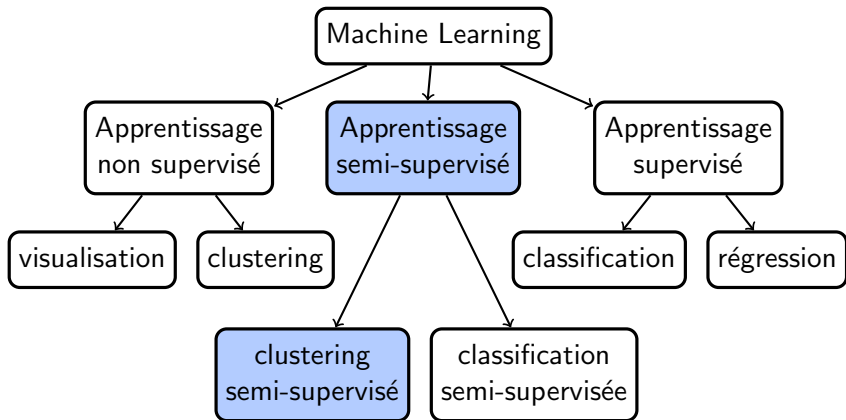 Machine Learning
Apprentissage
non supervisé
Apprentissage
semi-supervisé
Apprentissage
supervisé
visualisation
clustering
classification
régression
clustering
semi-supervisé
classification
semi-supervisée